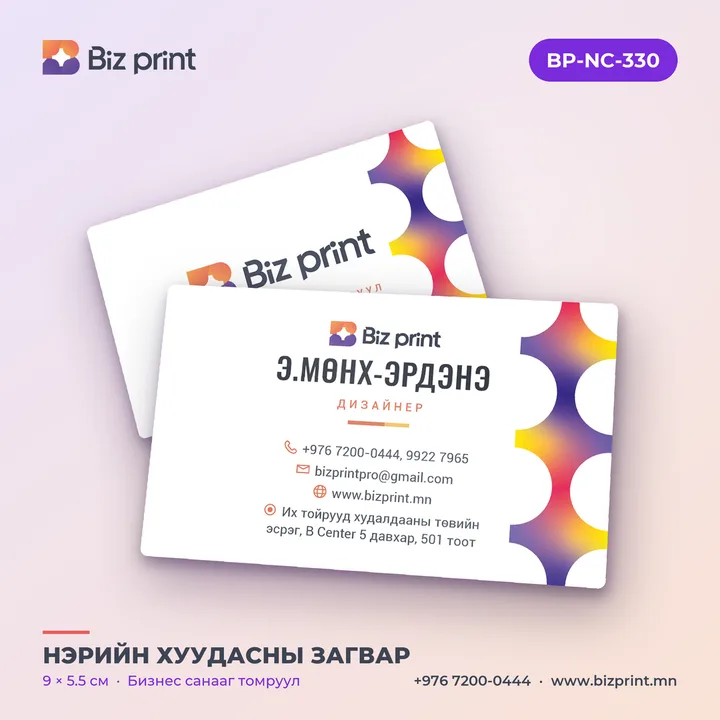 Biz print
BP-NC-330
Biz print
Biz print
Э.МӨНХ-ЭРДЭНЭ
ДИЗАЙНЕР
+976 7200-0444, 9922 7965
bizprintpro@gmail.com
www.bizprint.mn
Их тойрууд худалдааны төвийн
эсрэг, B Center 5 давхар, 501 тоот
НЭРИЙН ХУУДАСНЫ ЗАГВАР
9 × 5.5 см · Бизнес санааг томруул
+976 7200-0444 · www.bizprint.mn